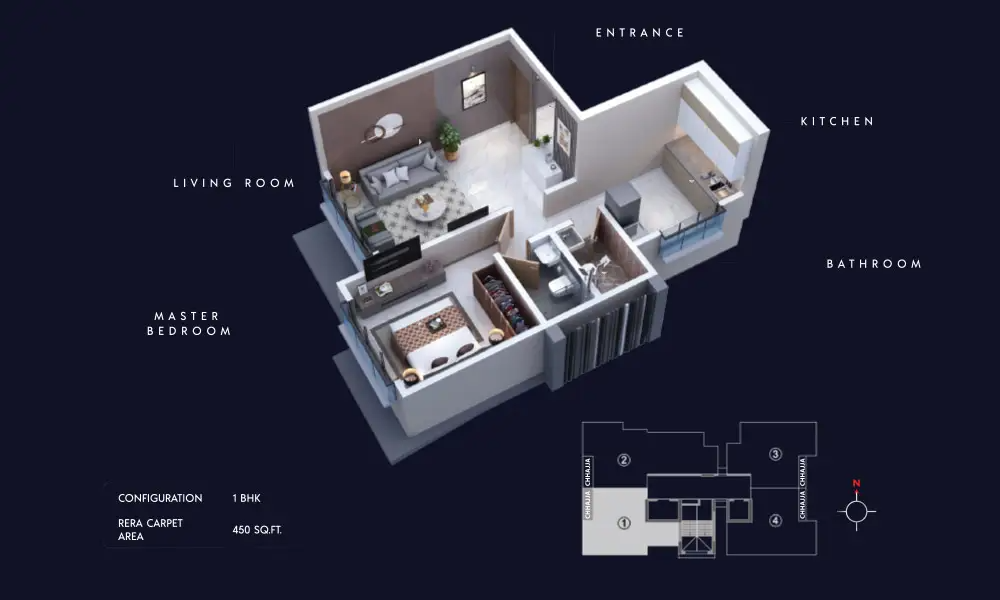 ENTRANCE
KITCHEN
LIVING ROOM
BATHROOM
MASTER
BEDROOM
CONFIGURATION 1 BHK
RERA CARPET
AREA
450 SQ.FT.
2
3
CHHAJJA
CHHAJJA
CHHAJJA
CHHAJJA
1
4
N